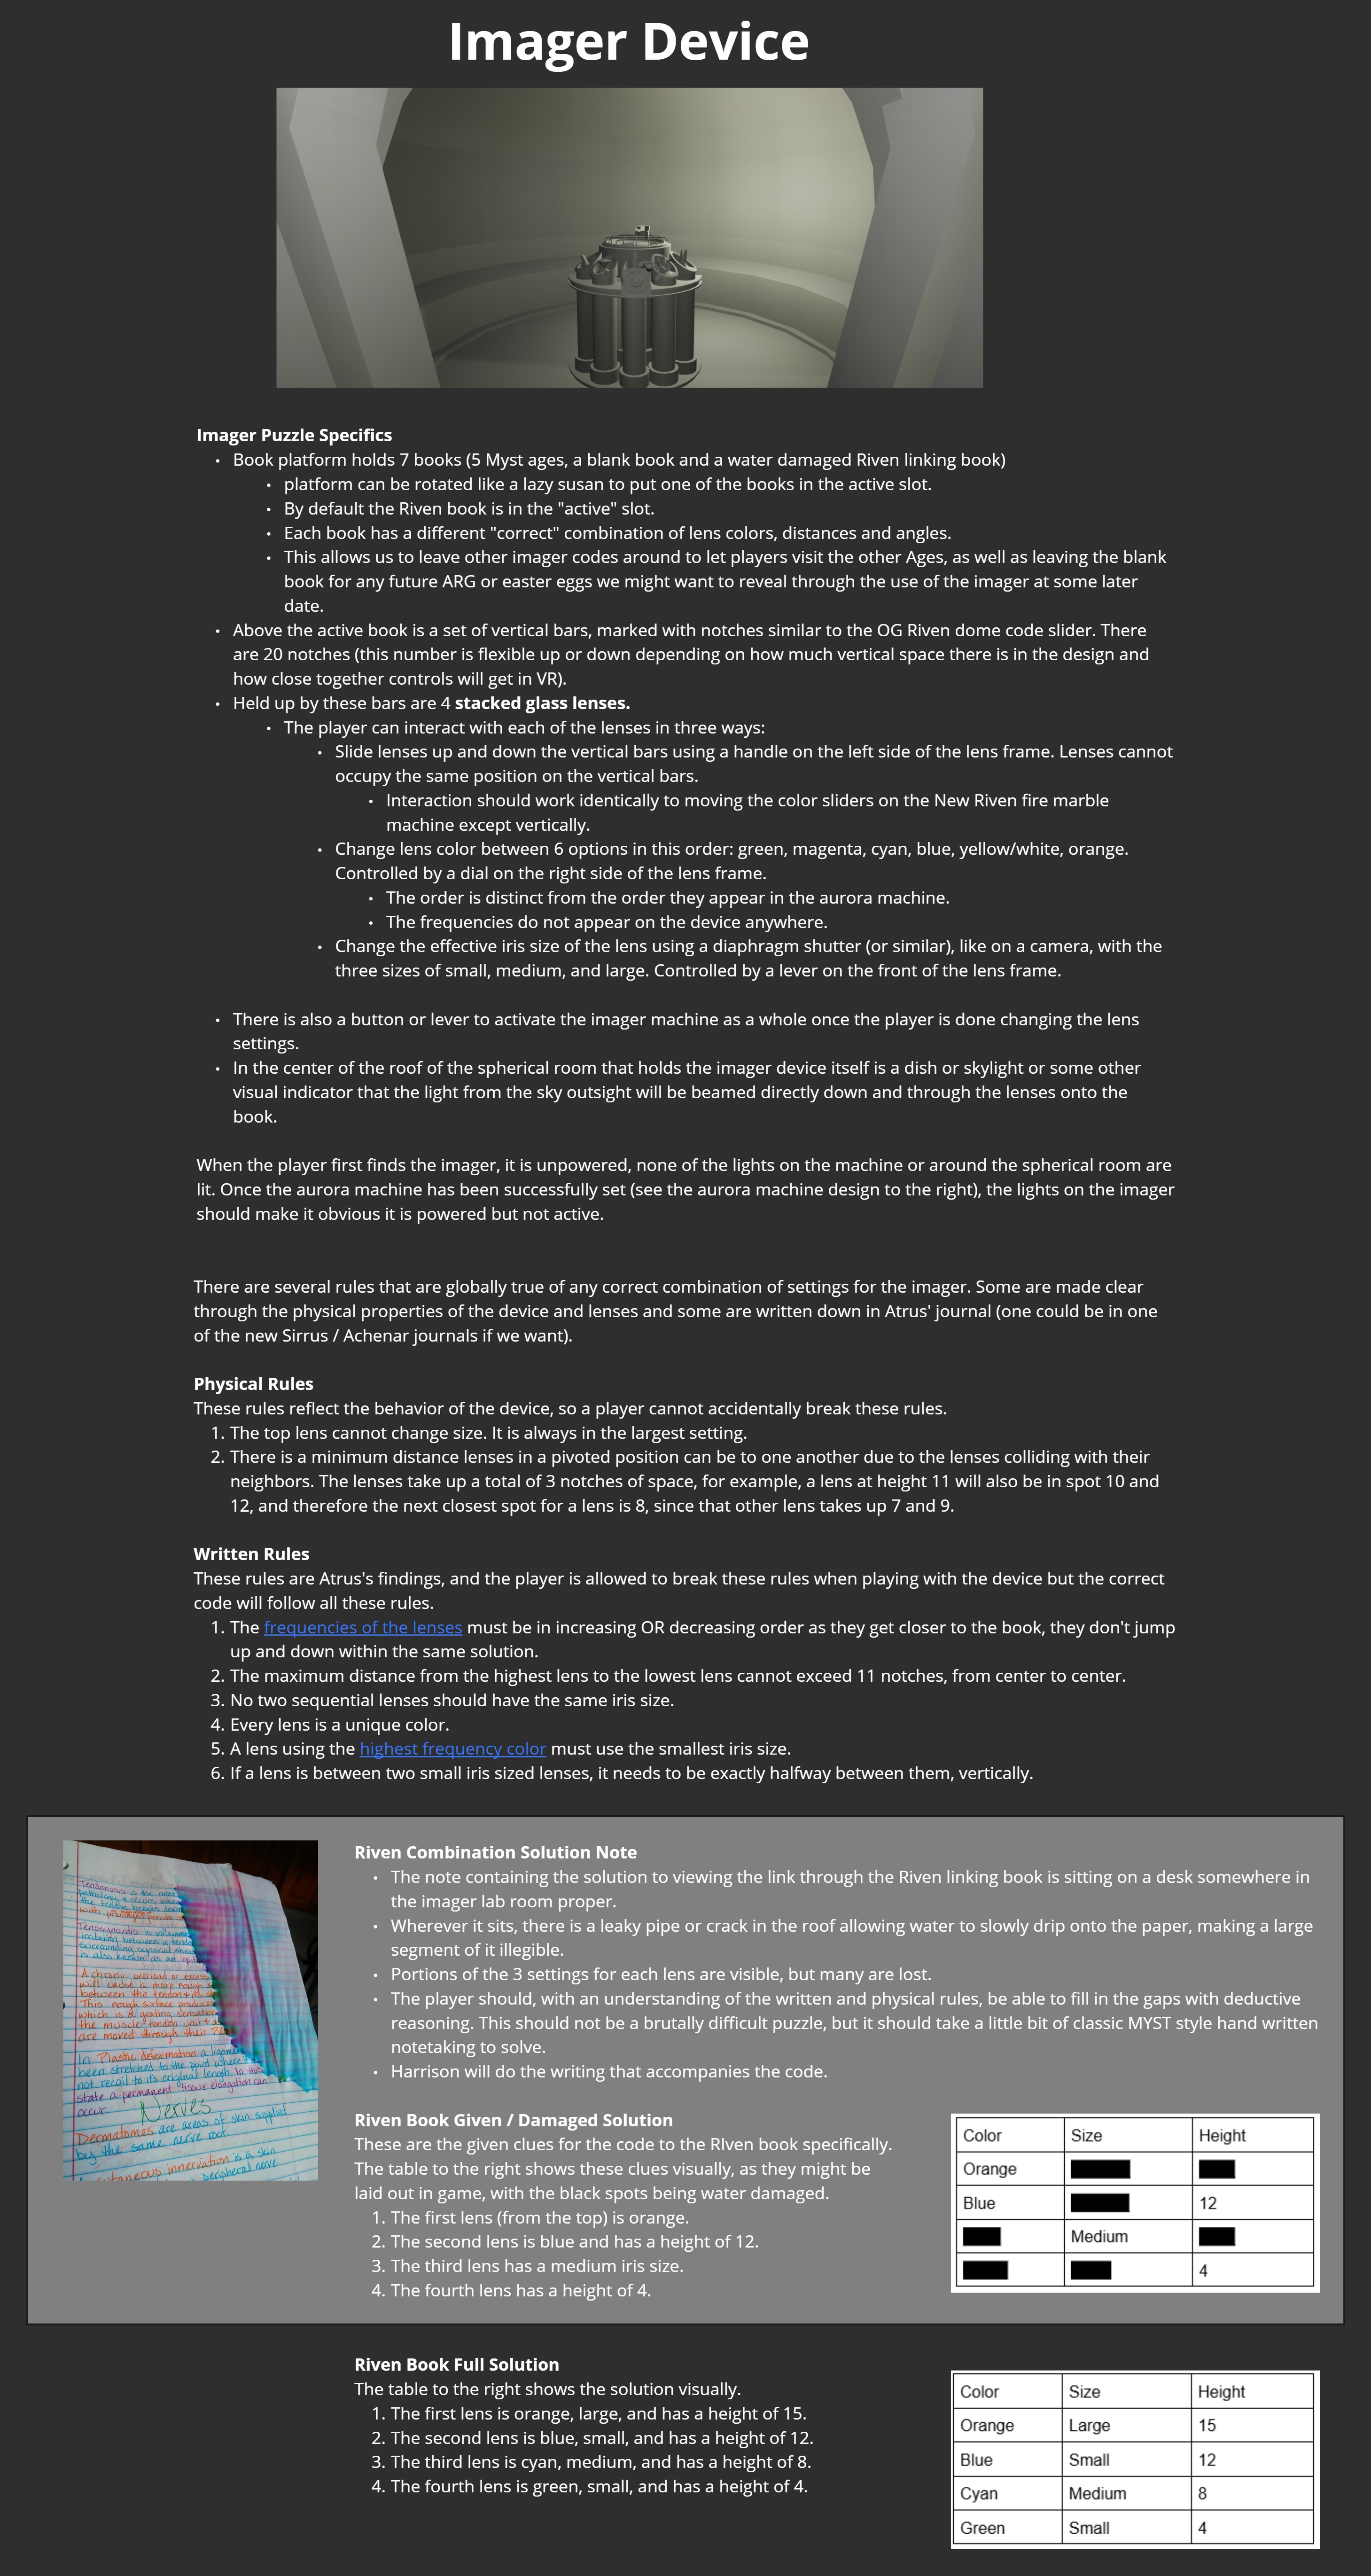 Imager Device
Imager Puzzle Specifics
• Book platform holds 7 books (5 Myst ages, a blank book and a water damaged Riven linking book)
• platform can be rotated like a lazy susan to put one of the books in the active slot.
• By default the Riven book is in the "active" slot.
• Each book has a different "correct" combination of lens colors, distances and angles.
• This allows us to leave other imager codes around to let players visit the other Ages, as well as leaving the blank
book for any future ARG or easter eggs we might want to reveal through the use of the imager at some later
date.
• Above the active book is a set of vertical bars, marked with notches similar to the OG Riven dome code slider. There
are 20 notches (this number is flexible up or down depending on how much vertical space there is in the design and
how close together controls will get in VR).
• Held up by these bars are 4 stacked glass lenses.
• The player can interact with each of the lenses in three ways:
• Slide lenses up and down the vertical bars using a handle on the left side of the lens frame. Lenses cannot
occupy the same position on the vertical bars.
• Interaction should work identically to moving the color sliders on the New Riven fire marble
machine except vertically.
• Change lens color between 6 options in this order: green, magenta, cyan, blue, yellow/white, orange.
Controlled by a dial on the right side of the lens frame.
• The order is distinct from the order they appear in the aurora machine.
• The frequencies do not appear on the device anywhere.
• Change the effective iris size of the lens using a diaphragm shutter (or similar), like on a camera, with the
three sizes of small, medium, and large. Controlled by a lever on the front of the lens frame.
• There is also a button or lever to activate the imager machine as a whole once the player is done changing the lens
settings.
• In the center of the roof of the spherical room that holds the imager device itself is a dish or skylight or some other
visual indicator that the light from the sky outsight will be beamed directly down and through the lenses onto the
book.
When the player first finds the imager, it is unpowered, none of the lights on the machine or around the spherical room are
lit. Once the aurora machine has been successfully set (see the aurora machine design to the right), the lights on the imager
should make it obvious it is powered but not active.
There are several rules that are globally true of any correct combination of settings for the imager. Some are made clear
through the physical properties of the device and lenses and some are written down in Atrus' journal (one could be in one
of the new Sirrus / Achenar journals if we want).
Physical Rules
These rules reflect the behavior of the device, so a player cannot accidentally break these rules.
1. The top lens cannot change size. It is always in the largest setting.
2. There is a minimum distance lenses in a pivoted position can be to one another due to the lenses colliding with their
neighbors. The lenses take up a total of 3 notches of space, for example, a lens at height 11 will also be in spot 10 and
12, and therefore the next closest spot for a lens is 8, since that other lens takes up 7 and 9.
Written Rules
These rules are Atrus's findings, and the player is allowed to break these rules when playing with the device but the correct
code will follow all these rules.
1. The frequencies of the lenses must be in increasing OR decreasing order as they get closer to the book, they don't jump
up and down within the same solution.
2. The maximum distance from the highest lens to the lowest lens cannot exceed 11 notches, from center to center.
3. No two sequential lenses should have the same iris size.
4. Every lens is a unique color.
5. A lens using the highest frequency color must use the smallest iris size.
6. If a lens is between two small iris sized lenses, it needs to be exactly halfway between them, vertically.
Riven Combination Solution Note
• The note containing the solution to viewing the link through the Riven linking book is sitting on a desk somewhere in
the imager lab room proper.
• Wherever it sits, there is a leaky pipe or crack in the roof allowing water to slowly drip onto the paper, making a large
segment of it illegible.
• Portions of the 3 settings for each lens are visible, but many are lost.
• The player should, with an understanding of the written and physical rules, be able to fill in the gaps with deductive
reasoning. This should not be a brutally difficult puzzle, but it should take a little bit of classic MYST style hand written
notetaking to solve.
• Harrison will do the writing that accompanies the code.
A chronic overload or excess
will cause a more rough
between the tendon + it's
This rough surface produces
which is a grating sensation
the muscle tendon unit
are moved through their
In Plastic deformation a ligament
been stretched to the point where
not recoil to it's original length. In this
state a permanent tissue elongation can
occur.
Nerves
Dermatomes are areas of skin supplied
by the same nerve root.
Cutaneous innervation is a skin
peripheral nerve
Riven Book Given / Damaged Solution
These are the given clues for the code to the RIven book specifically.
The table to the right shows these clues visually, as they might be
laid out in game, with the black spots being water damaged.
1. The first lens (from the top) is orange.
2. The second lens is blue and has a height of 12.
3. The third lens has a medium iris size.
4. The fourth lens has a height of 4.
Color Size Height
Orange
Blue 12
Medium
4
Riven Book Full Solution
The table to the right shows the solution visually.
1. The first lens is orange, large, and has a height of 15.
2. The second lens is blue, small, and has a height of 12.
3. The third lens is cyan, medium, and has a height of 8.
4. The fourth lens is green, small, and has a height of 4.
Color Size Height
Orange Large 15
Blue Small 12
Cyan Medium 8
Green Small 4